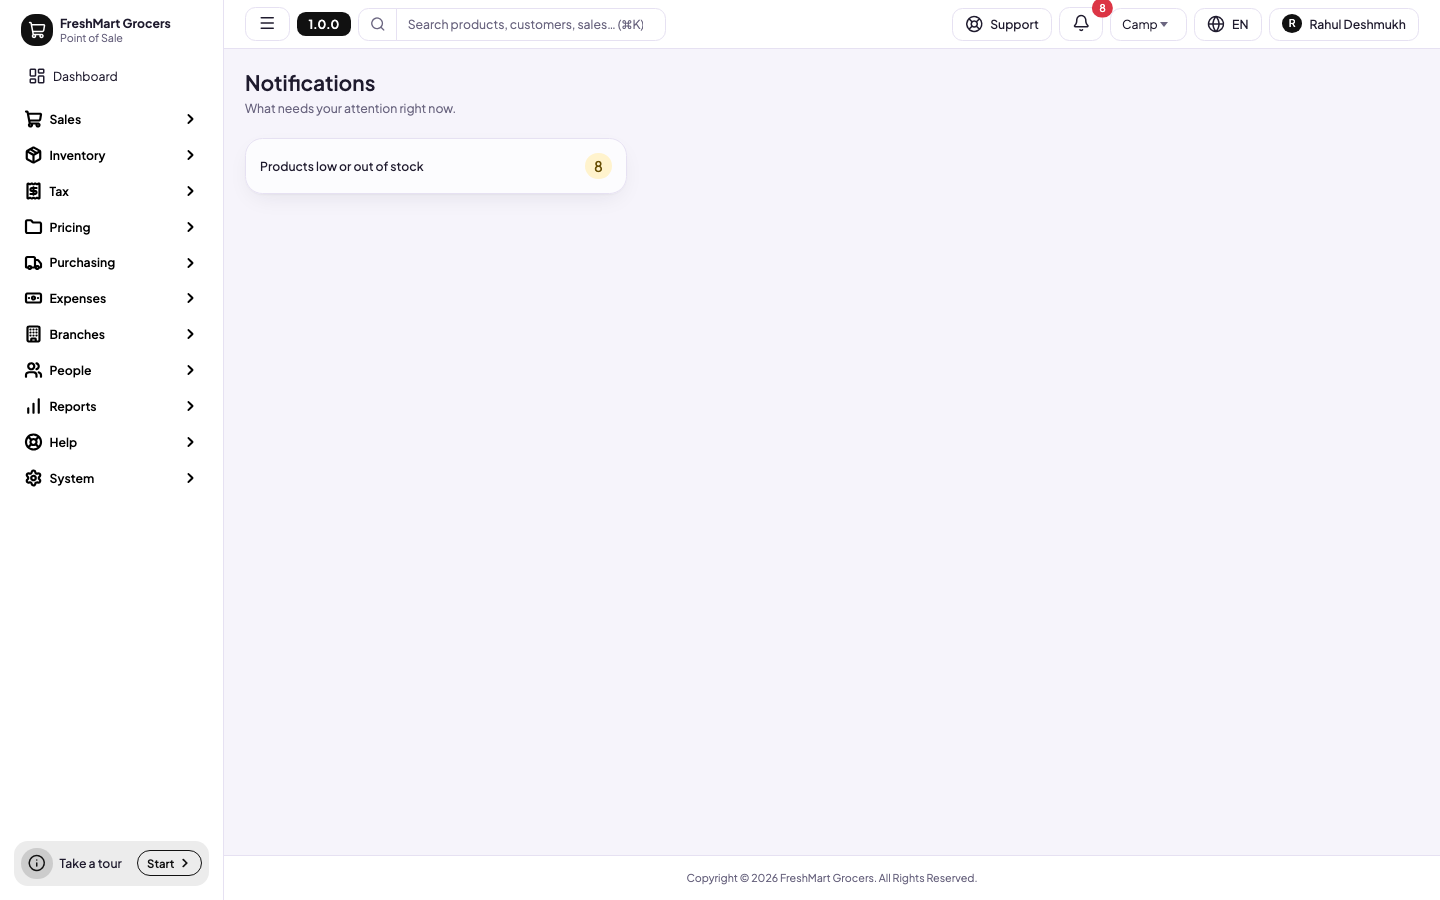 FreshMart Grocers
Point of Sale
Dashboard
Sales
Inventory
Tax
Pricing
Purchasing
Expenses
Branches
People
Reports
Help
System
Take a tour
Start
1.0.0
Search products, customers, sales... (⌘K)
Support
8
Camp
EN
R
Rahul Deshmukh
Notifications
What needs your attention right now.
Products low or out of stock
8
Copyright © 2026 FreshMart Grocers. All Rights Reserved.